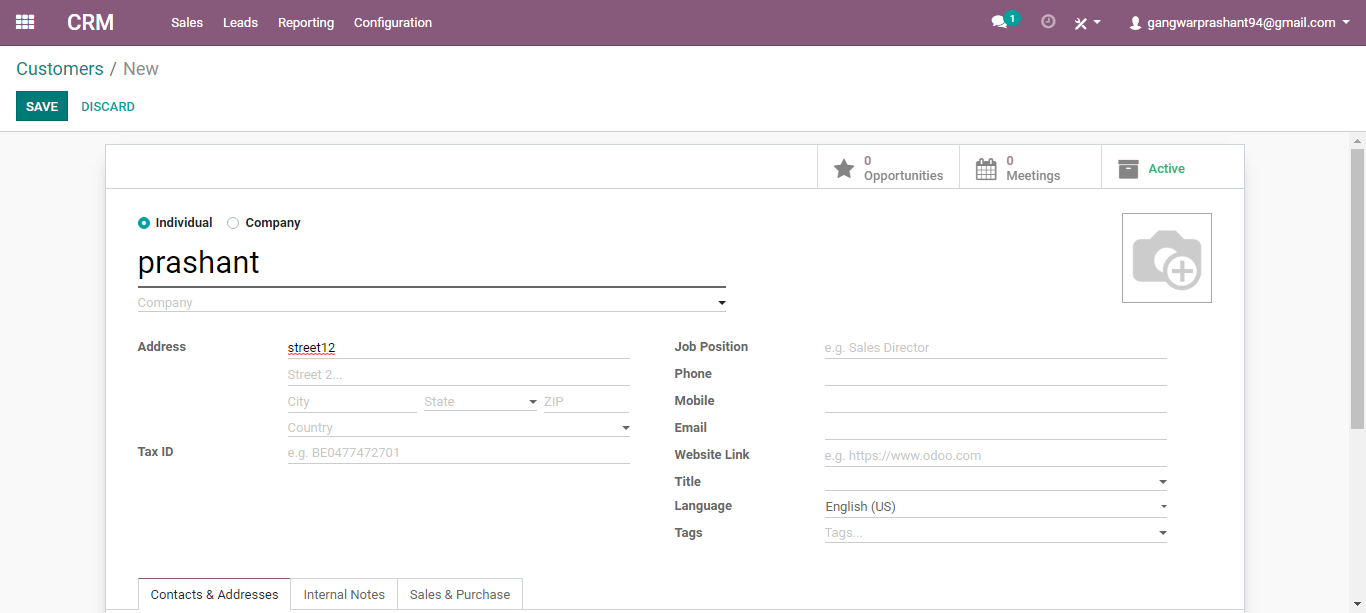 CRM Sales Leads Reporting Configuration 1 gangwarprashant94@gmail.com
Customers / New
SAVE DISCARD
0 Opportunities 0 Meetings Active
Individual Company
prashant
Company
Address street12 Job Position e.g. Sales Director
Street 2... Phone
City State ZIP Mobile
Country Email
Tax ID e.g. BE0477472701 Website Link e.g. https://www.odoo.com
Title
Language English (US)
Tags Tags...
Contacts & Addresses Internal Notes Sales & Purchase